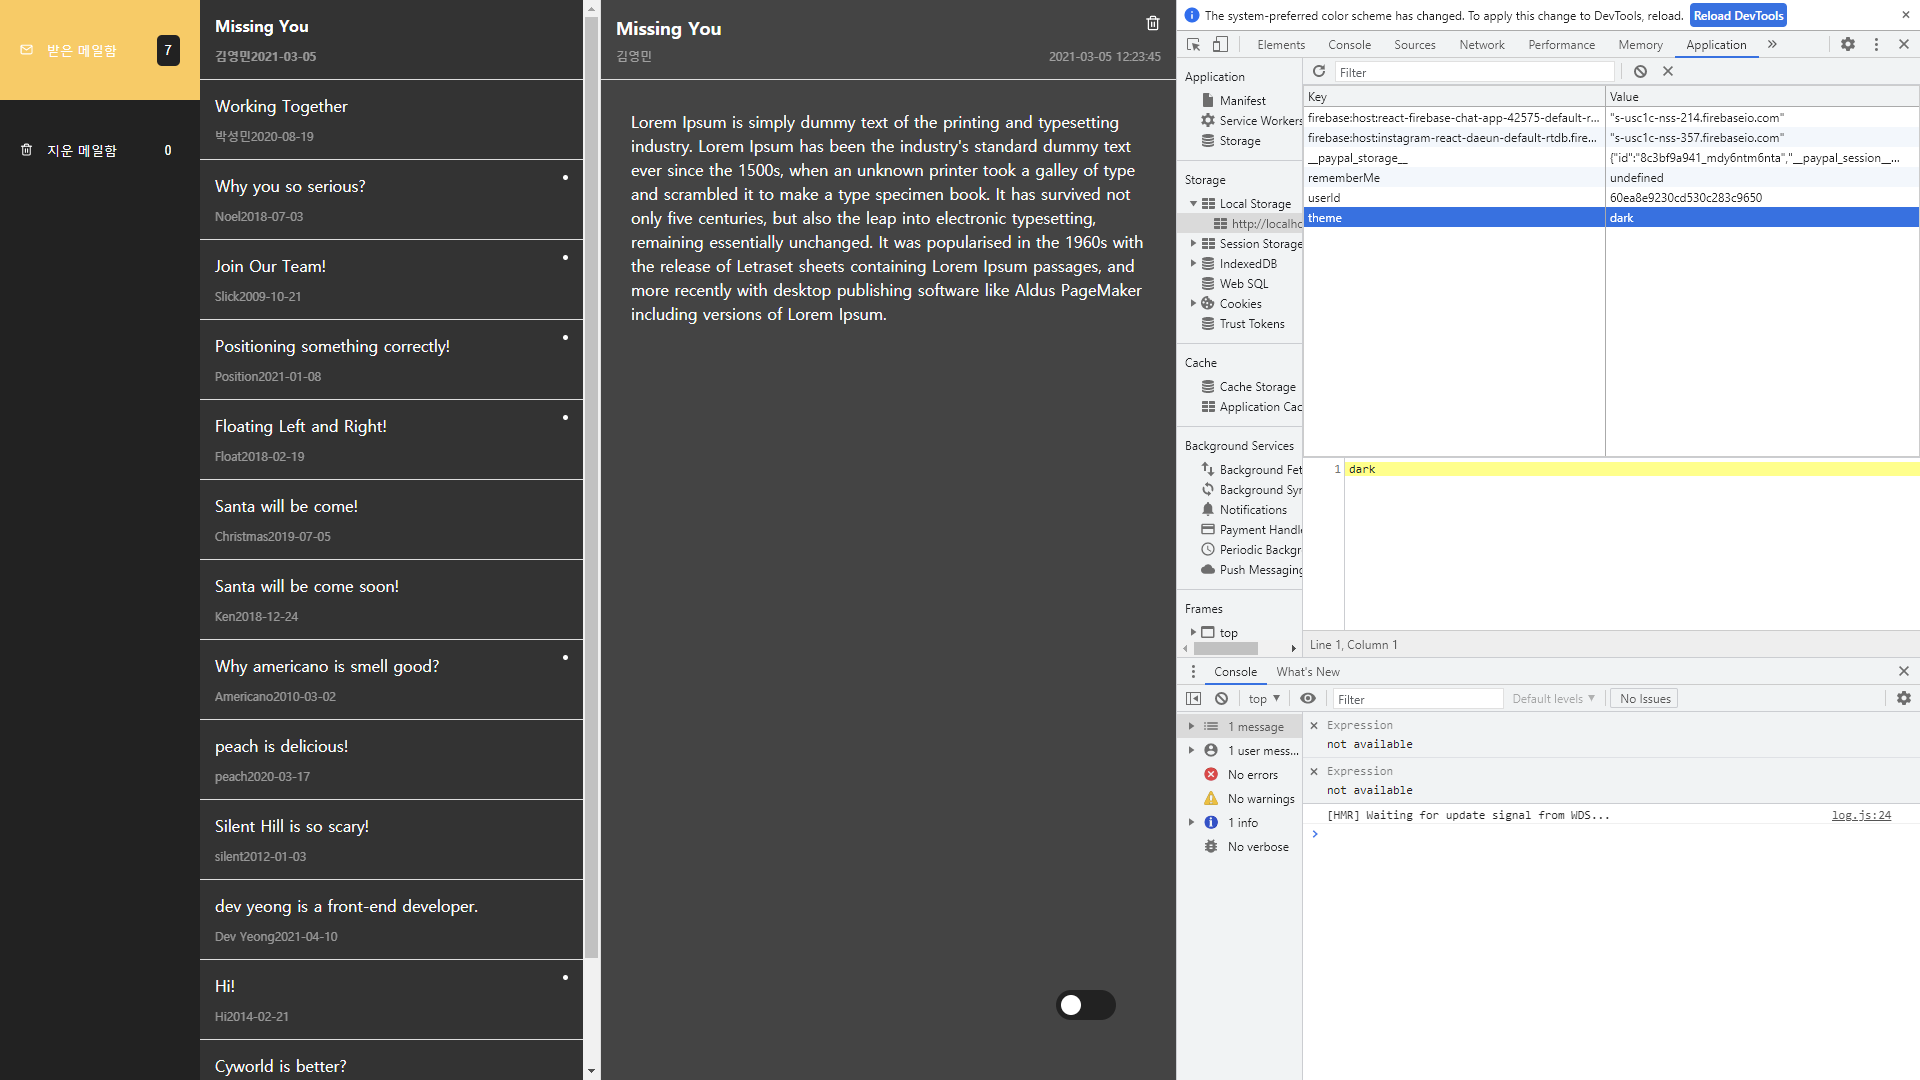 받은 메일함 7
지운 메일함 0
Missing You
김영민2021-03-05
Working Together
박성민2020-08-19
Why you so serious?
Noel2018-07-03
Join Our Team!
Slick2009-10-21
Positioning something correctly!
Position2021-01-08
Floating Left and Right!
Float2018-02-19
Santa will be come!
Christmas2019-07-05
Santa will be come soon!
Ken2018-12-24
Why americano is smell good?
Americano2010-03-02
peach is delicious!
peach2020-03-17
Silent Hill is so scary!
silent2012-01-03
dev yeong is a front-end developer.
Dev Yeong2021-04-10
Hi!
Hi2014-02-21
Cyworld is better?
Missing You
김영민 2021-03-05 12:23:45
Lorem Ipsum is simply dummy text of the printing and typesetting
industry. Lorem Ipsum has been the industry's standard dummy text
ever since the 1500s, when an unknown printer took a galley of type
and scrambled it to make a type specimen book. It has survived not
only five centuries, but also the leap into electronic typesetting,
remaining essentially unchanged. It was popularised in the 1960s with
the release of Letraset sheets containing Lorem Ipsum passages, and
more recently with desktop publishing software like Aldus PageMaker
including versions of Lorem Ipsum.
The system-preferred color scheme has changed. To apply this change to DevTools, reload. Reload DevTools
Elements Console Sources Network Performance Memory Application
Application
Manifest
Service Workers
Storage
Storage
Local Storage
http://localho
Session Storage
IndexedDB
Web SQL
Cookies
Trust Tokens
Cache
Cache Storage
Application Cac
Background Services
Background Fet
Background Syn
Notifications
Payment Handle
Periodic Backgr
Push Messaging
Frames
top
Filter
Key Value
firebase:host:react-firebase-chat-app-42575-default-r... "s-usc1c-nss-214.firebaseio.com"
firebase:host:instagram-react-daeun-default-rtdb.fire... "s-usc1c-nss-357.firebaseio.com"
__paypal_storage__ {"id":"8c3bf9a941_mdy6ntm6nta","__paypal_session__...
rememberMe undefined
userId 60ea8e9230cd530c283c9650
theme dark
1 dark
Line 1, Column 1
Console What's New
top Filter Default levels No Issues
1 message
1 user mess...
No errors
No warnings
1 info
No verbose
Expression
not available
Expression
not available
[HMR] Waiting for update signal from WDS... log.js:24